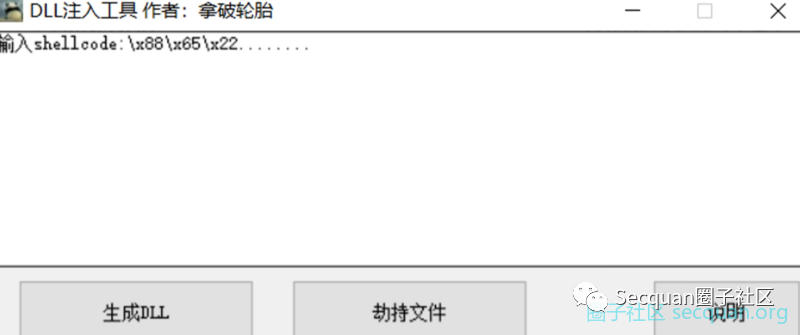 DLL注入工具 作者：拿破轮胎
输入shellcode:\x88\x65\x22........
生成DLL
劫持文件
说明
Secquan圈子社区
圈子社区 secquan.org